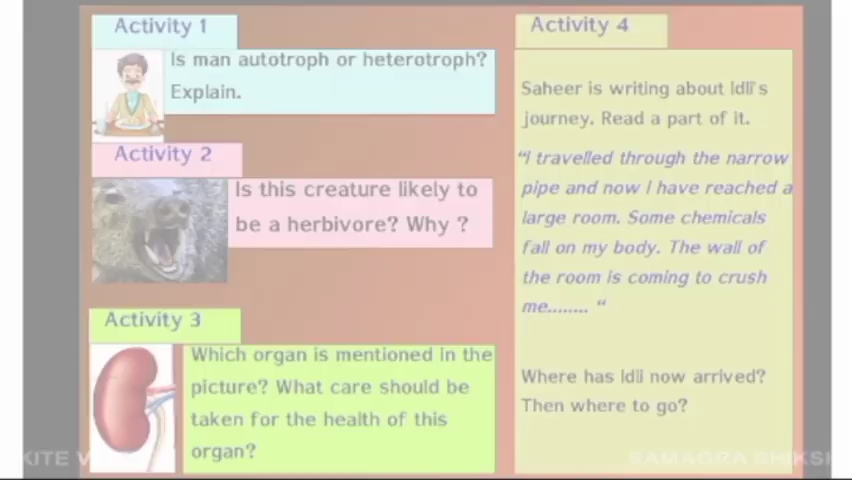 Activity 1
Is man autotroph or heterotroph?
Explain.
Activity 2
Is this creature likely to
be a herbivore? Why ?
Activity 3
Which organ is mentioned in the
picture? What care should be
taken for the health of this
organ?
Activity 4
Saheer is writing about Idli's
journey. Read a part of it.
"I travelled through the narrow
pipe and now I have reached a
large room. Some chemicals
fall on my body. The wall of
the room is coming to crush
me........ "
Where has Idli now arrived?
Then where to go?
KITE
SAMAGRA SHIKSH